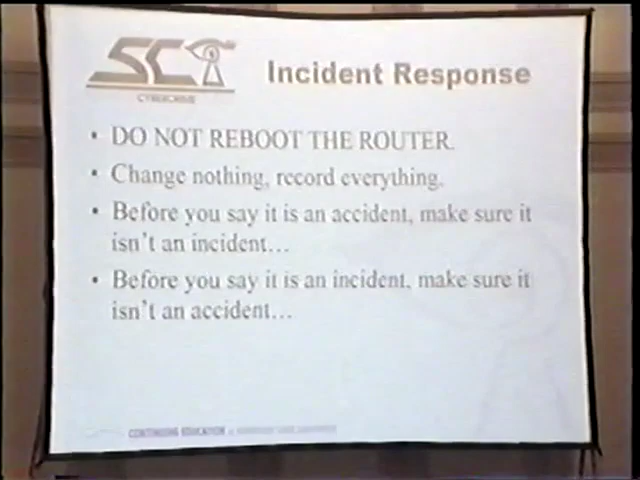 SC
Incident Response
CYBERCRIME
• DO NOT REBOOT THE ROUTER.
• Change nothing, record everything.
• Before you say it is an accident, make sure it
isn't an incident…
• Before you say it is an incident, make sure it
isn't an accident…
CONTINUING EDUCATION